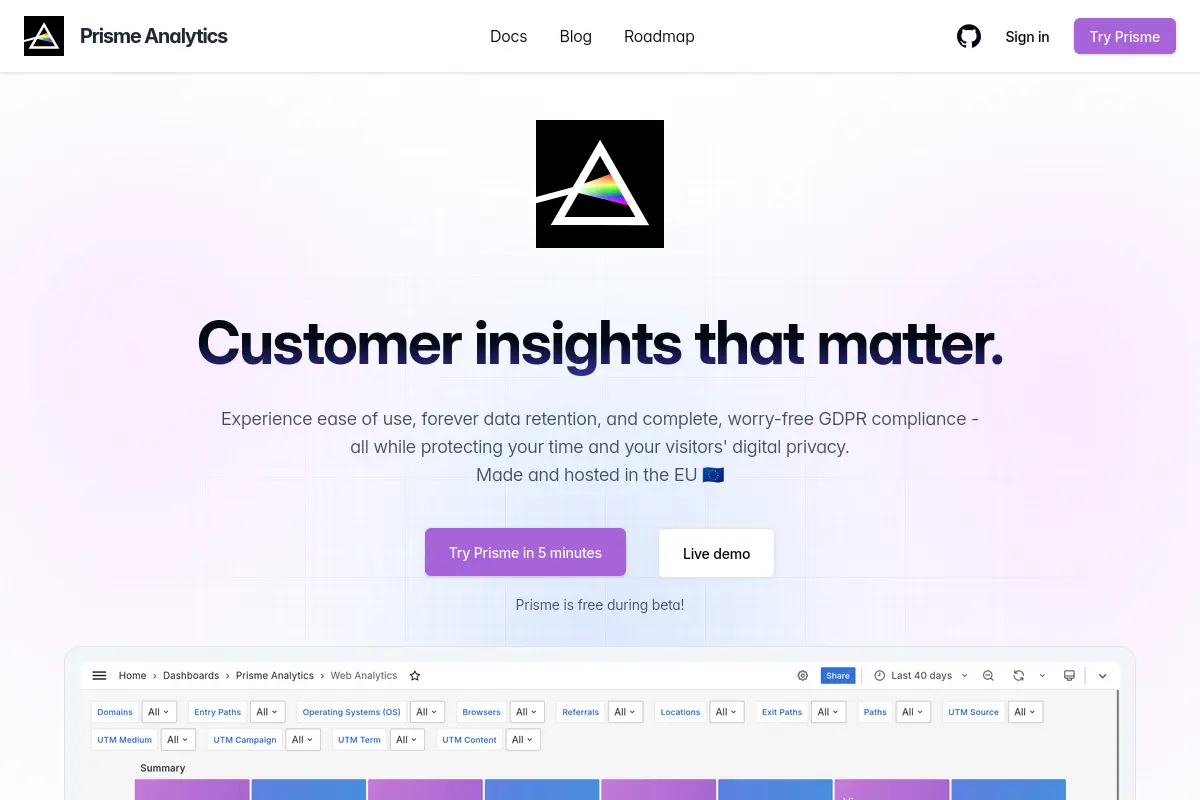 Prisme Analytics
Docs
Blog
Roadmap
Sign in
Try Prisme
Customer insights that matter.
Experience ease of use, forever data retention, and complete, worry-free GDPR compliance -
all while protecting your time and your visitors' digital privacy.
Made and hosted in the EU 🇪🇺
Try Prisme in 5 minutes
Live demo
Prisme is free during beta!
Home › Dashboards › Prisme Analytics › Web Analytics
Share
Last 40 days
Domains All
Entry Paths All
Operating Systems (OS) All
Browsers All
Referrals All
Locations All
Exit Paths All
Paths All
UTM Source All
UTM Medium All
UTM Campaign All
UTM Term All
UTM Content All
Summary